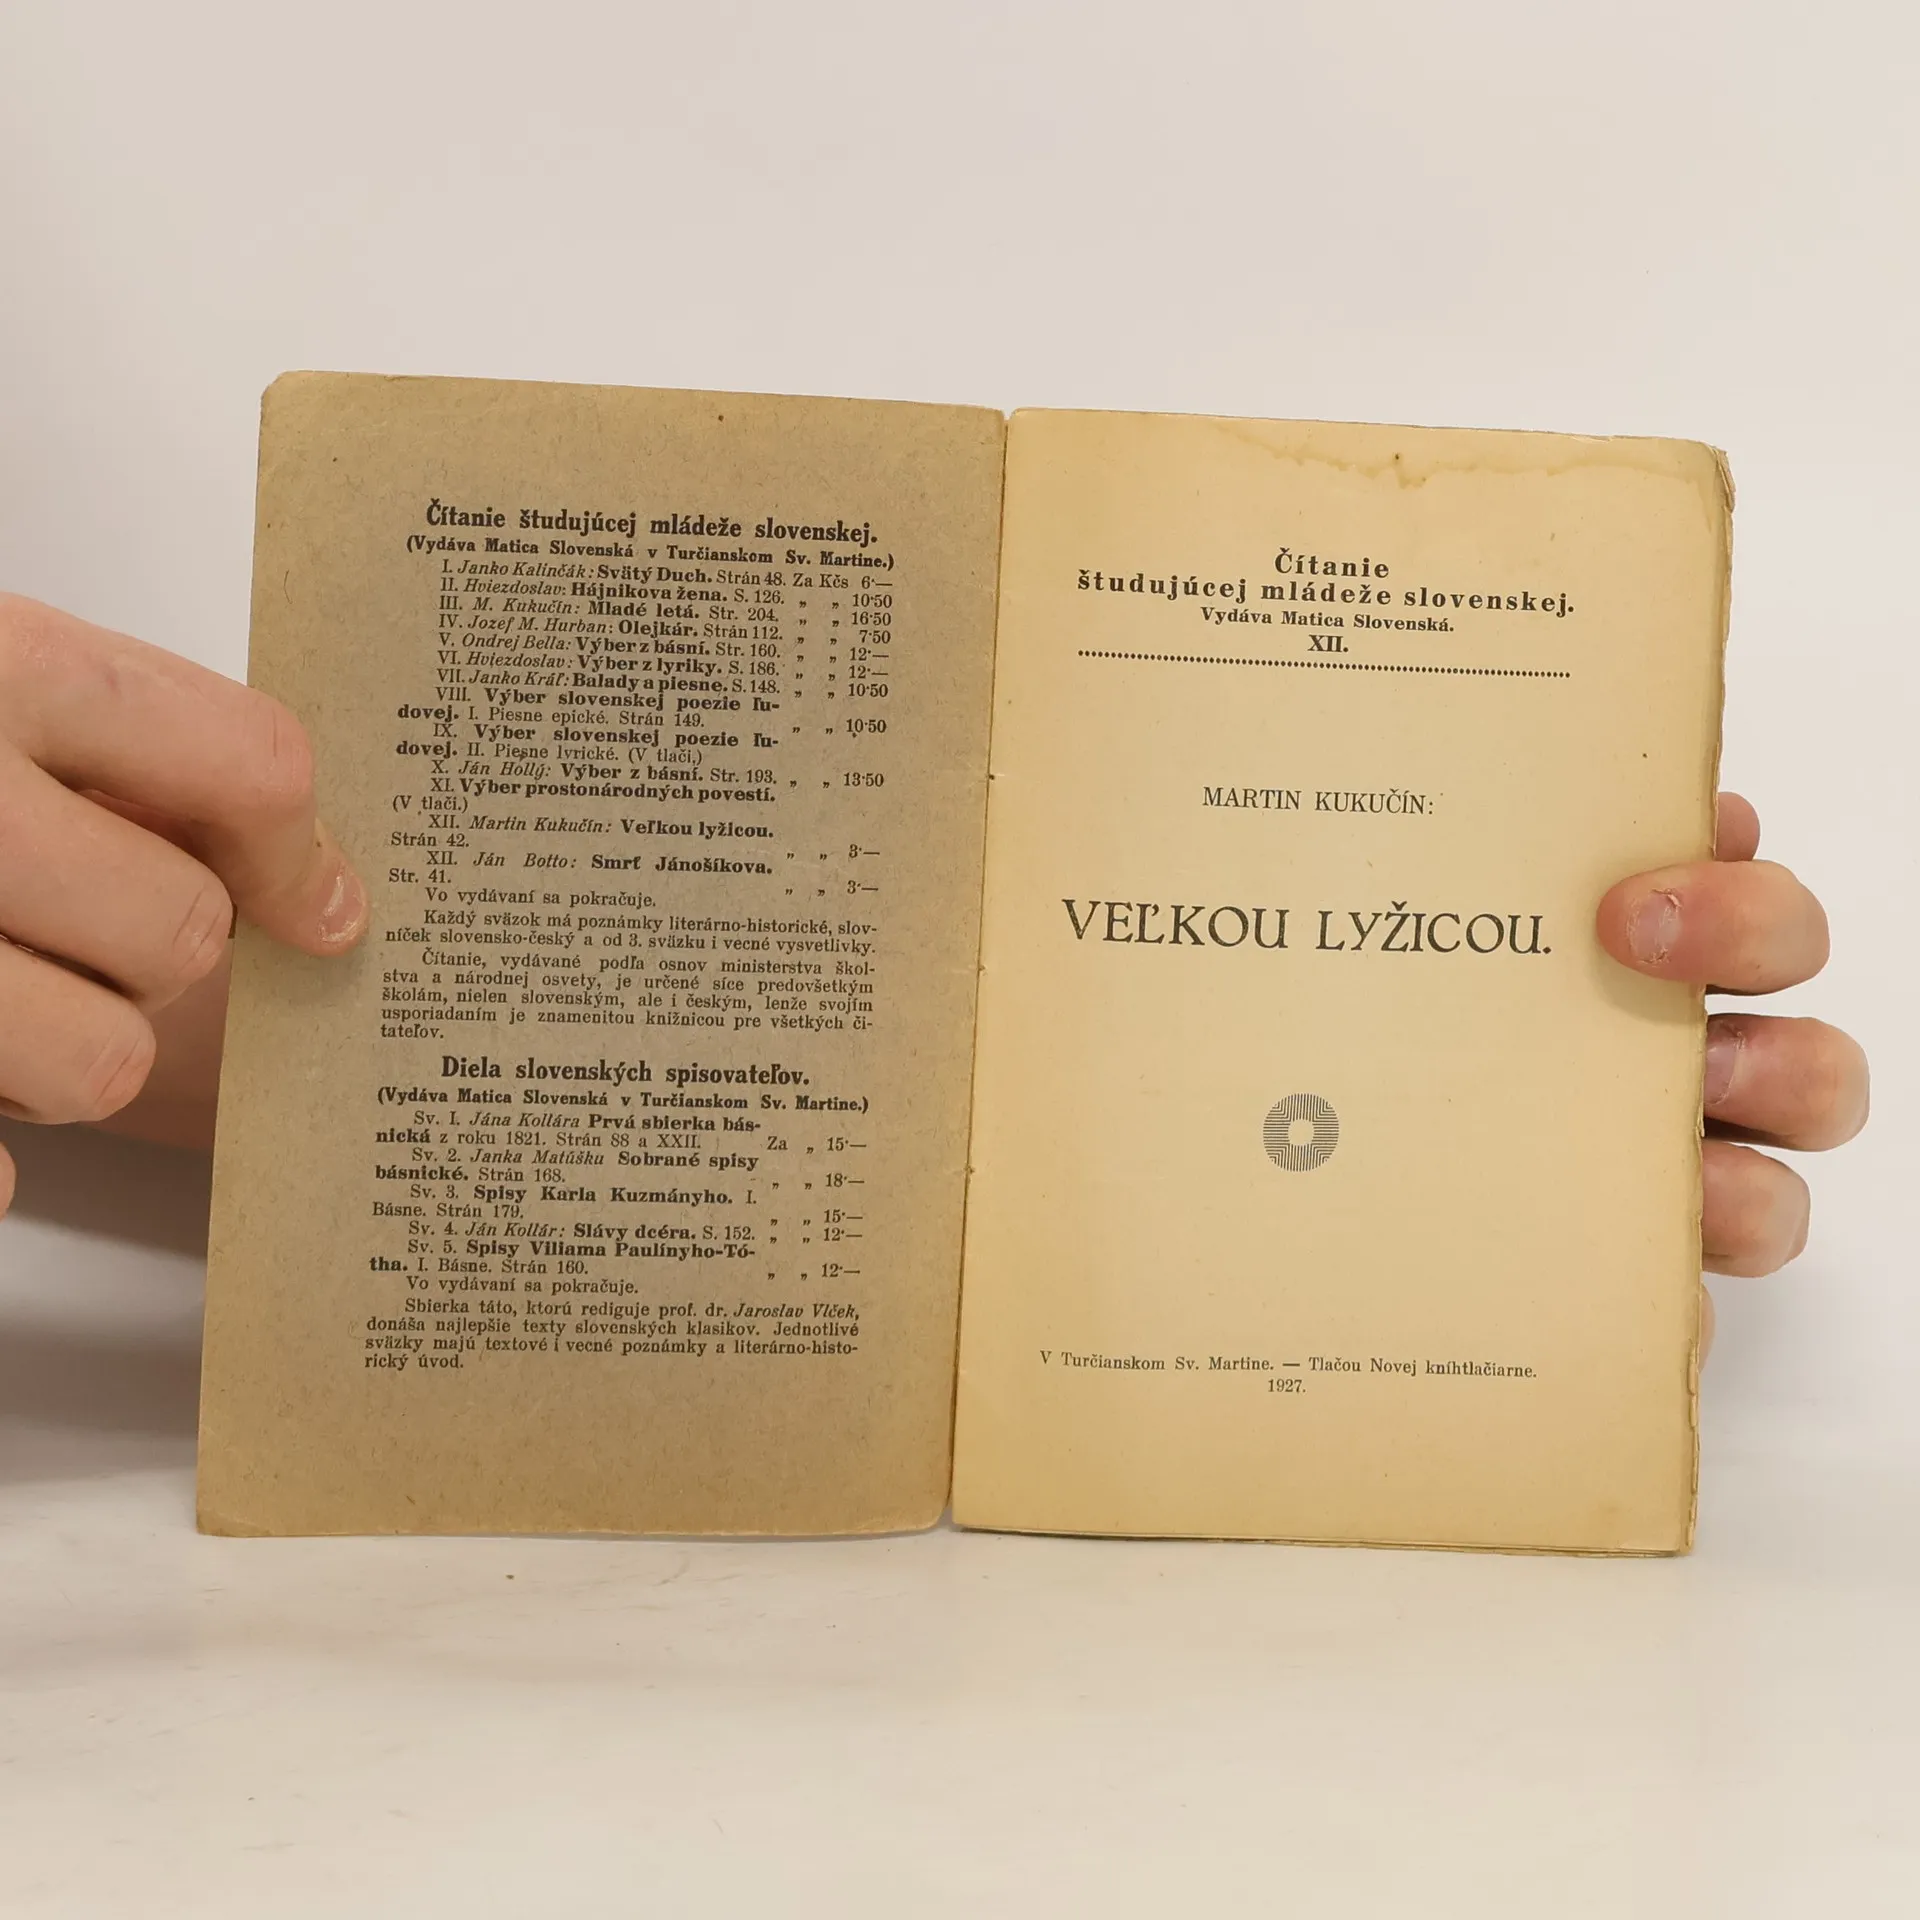 Čítanie študujúcej mládeže slovenskej.
(Vydáva Matica Slovenská v Turčianskom Sv. Martine.)
I. Janko Kalinčák: Svätý Duch. Strán 48. Za Kčs 6·—
II. Hviezdoslav: Hájnikova žena. S. 126. „ „ 10·50
III. M. Kukučín: Mladé letá. Str. 204. „ „ 16·50
IV. Jozef M. Hurban: Olejkár. Strán 112. „ „ 7·50
V. Ondrej Bella: Výber z básní. Str. 160. „ „ 12·—
VI. Hviezdoslav: Výber z lyriky. S. 186. „ „ 12·—
VII. Janko Kráľ: Balady a piesne. S. 148. „ „ 10·50
VIII. Výber slovenskej poezie ľu-
dovej. I. Piesne epické. Strán 149. „ „ 10·50
IX. Výber slovenskej poezie ľu-
dovej. II. Piesne lyrické. (V tlači.)
X. Ján Hollý: Výber z básní. Str. 193. „ „ 13·50
XI. Výber prostonárodných povestí.
(V tlači.)
XII. Martin Kukučín: Veľkou lyžicou.
Strán 42. „ „ 3·—
XII. Ján Botto: Smrť Jánošíkova.
Str. 41. „ „ 3·—
Vo vydávaní sa pokračuje.
Každý sväzok má poznámky literárno-historické, slov-
níček slovensko-český a od 3. sväzku i vecné vysvetlivky.
Čítanie, vydávané podľa osnov ministerstva škol-
stva a národnej osvety, je určené síce predovšetkým
školám, nielen slovenským, ale i českým, lenže svojím
usporiadaním je znamenitou knižnicou pre všetkých či-
tateľov.
Diela slovenských spisovateľov.
(Vydáva Matica Slovenská v Turčianskom Sv. Martine.)
Sv. I. Jána Kollára Prvá sbierka bás-
nická z roku 1821. Strán 88 a XXII. Za „ 15·—
Sv. 2. Janka Matúšku Sobrané spisy
básnické. Strán 168. „ „ 18·—
Sv. 3. Spisy Karla Kuzmányho. I.
Básne. Strán 179. „ „ 15·—
Sv. 4. Ján Kollár: Slávy dcéra. S. 152. „ „ 12·—
Sv. 5. Spisy Viliama Paulínyho-Tó-
tha. I. Básne. Strán 160. „ „ 12·—
Vo vydávaní sa pokračuje.
Sbierka táto, ktorú rediguje prof. dr. Jaroslav Vlček,
donáša najlepšie texty slovenských klasikov. Jednotlivé
sväzky majú textové i vecné poznámky a literárno-histo-
rický úvod.
Čítanie
študujúcej mládeže slovenskej.
Vydáva Matica Slovenská.
XII.
MARTIN KUKUČÍN:
VEĽKOU LYŽICOU.
V Turčianskom Sv. Martine. — Tlačou Novej kníhtlačiarne.
1927.